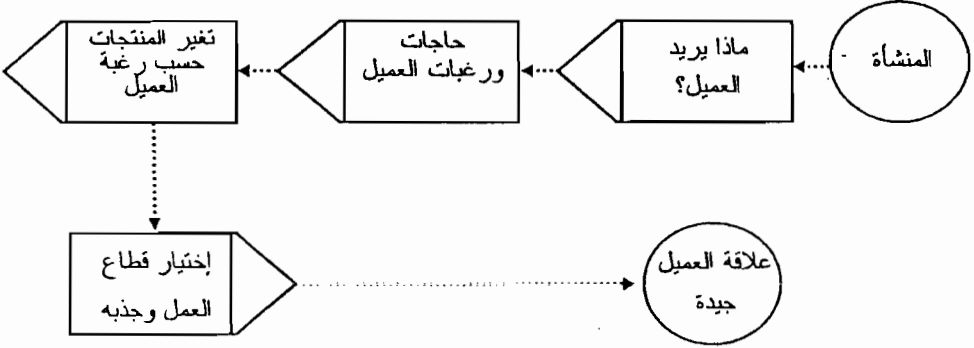 المنشأة
ماذا يريد
العميل؟
حاجات
ورغبات العميل
تغير المنتجات
حسب رغبة
العميل
إختيار قطاع
العمل وجذبه
علاقة العميل
جيدة